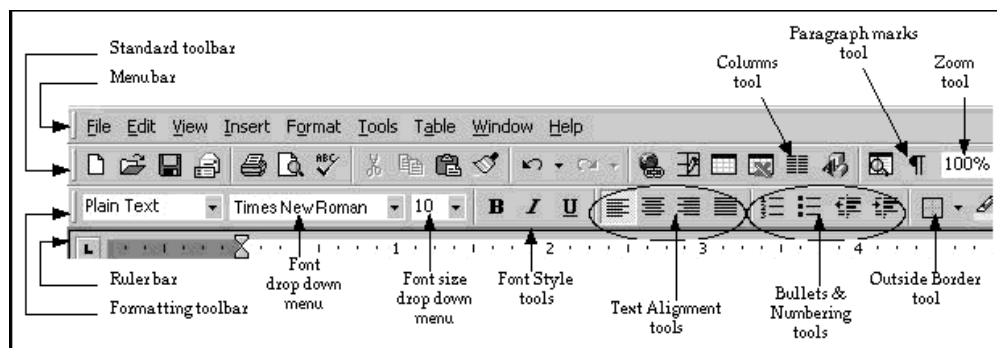 Standard toolbar
Menu bar
Columns
tool
Paragraph marks
tool
Zoom
tool
File Edit View Insert Format Tools Table Window Help
ABC
100%
Plain Text Times New Roman 10 B I U
L 1 2 3 4
Ruler bar
Formatting toolbar
Font
drop down
menu
Font size
drop down
menu
Font Style
tools
Text Alignment
tools
Bullets &
Numbering
tools
Outside Border
tool